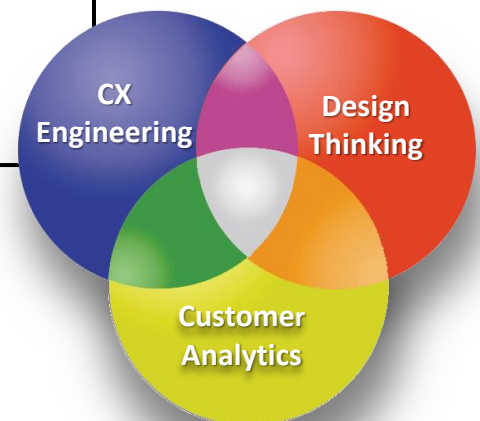 CX
Engineering
Design
Thinking
Customer
Analytics